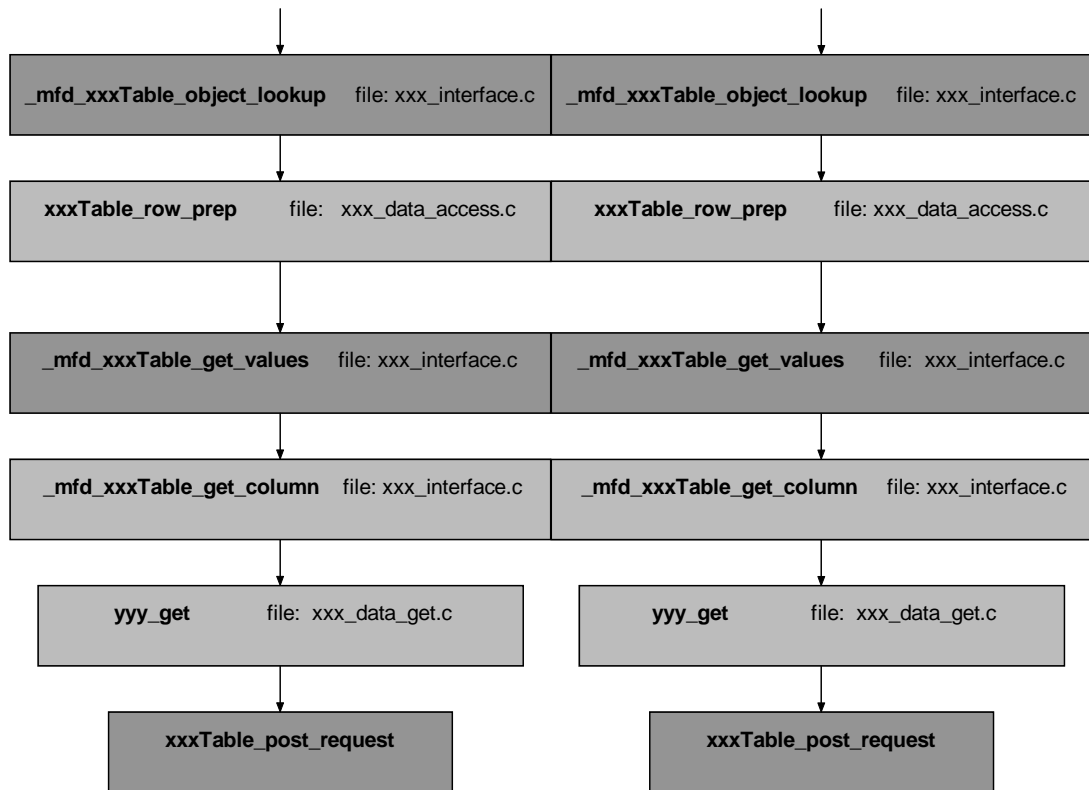 _mfd_xxxTable_object_lookup file: xxx_interface.c
_mfd_xxxTable_object_lookup file: xxx_interface.c
xxxTable_row_prep file: xxx_data_access.c
xxxTable_row_prep file: xxx_data_access.c
_mfd_xxxTable_get_values file: xxx_interface.c
_mfd_xxxTable_get_values file: xxx_interface.c
_mfd_xxxTable_get_column file: xxx_interface.c
_mfd_xxxTable_get_column file: xxx_interface.c
yyy_get file: xxx_data_get.c
yyy_get file: xxx_data_get.c
xxxTable_post_request
xxxTable_post_request